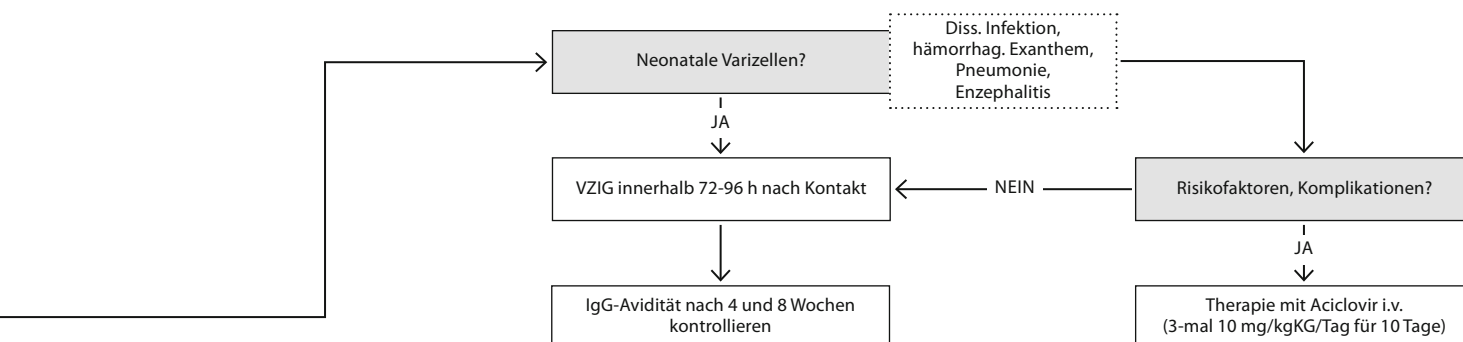 Neonatale Varizellen?
Diss. Infektion,
hämorrhag. Exanthem,
Pneumonie,
Enzephalitis
JA
VZIG innerhalb 72-96 h nach Kontakt
NEIN
Risikofaktoren, Komplikationen?
JA
IgG-Avidität nach 4 und 8 Wochen
kontrollieren
Therapie mit Aciclovir i.v.
(3-mal 10 mg/kgKG/Tag für 10 Tage)